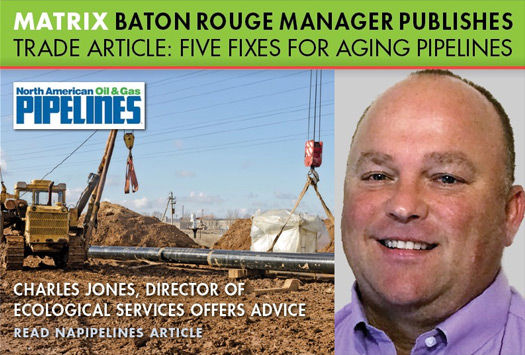 MATRIX BATON ROUGE MANAGER PUBLISHES
TRADE ARTICLE: FIVE FIXES FOR AGING PIPELINES
North American Oil & Gas
PIPELINES
CHARLES JONES, DIRECTOR OF
ECOLOGICAL SERVICES OFFERS ADVICE
READ NAPIPELINES ARTICLE